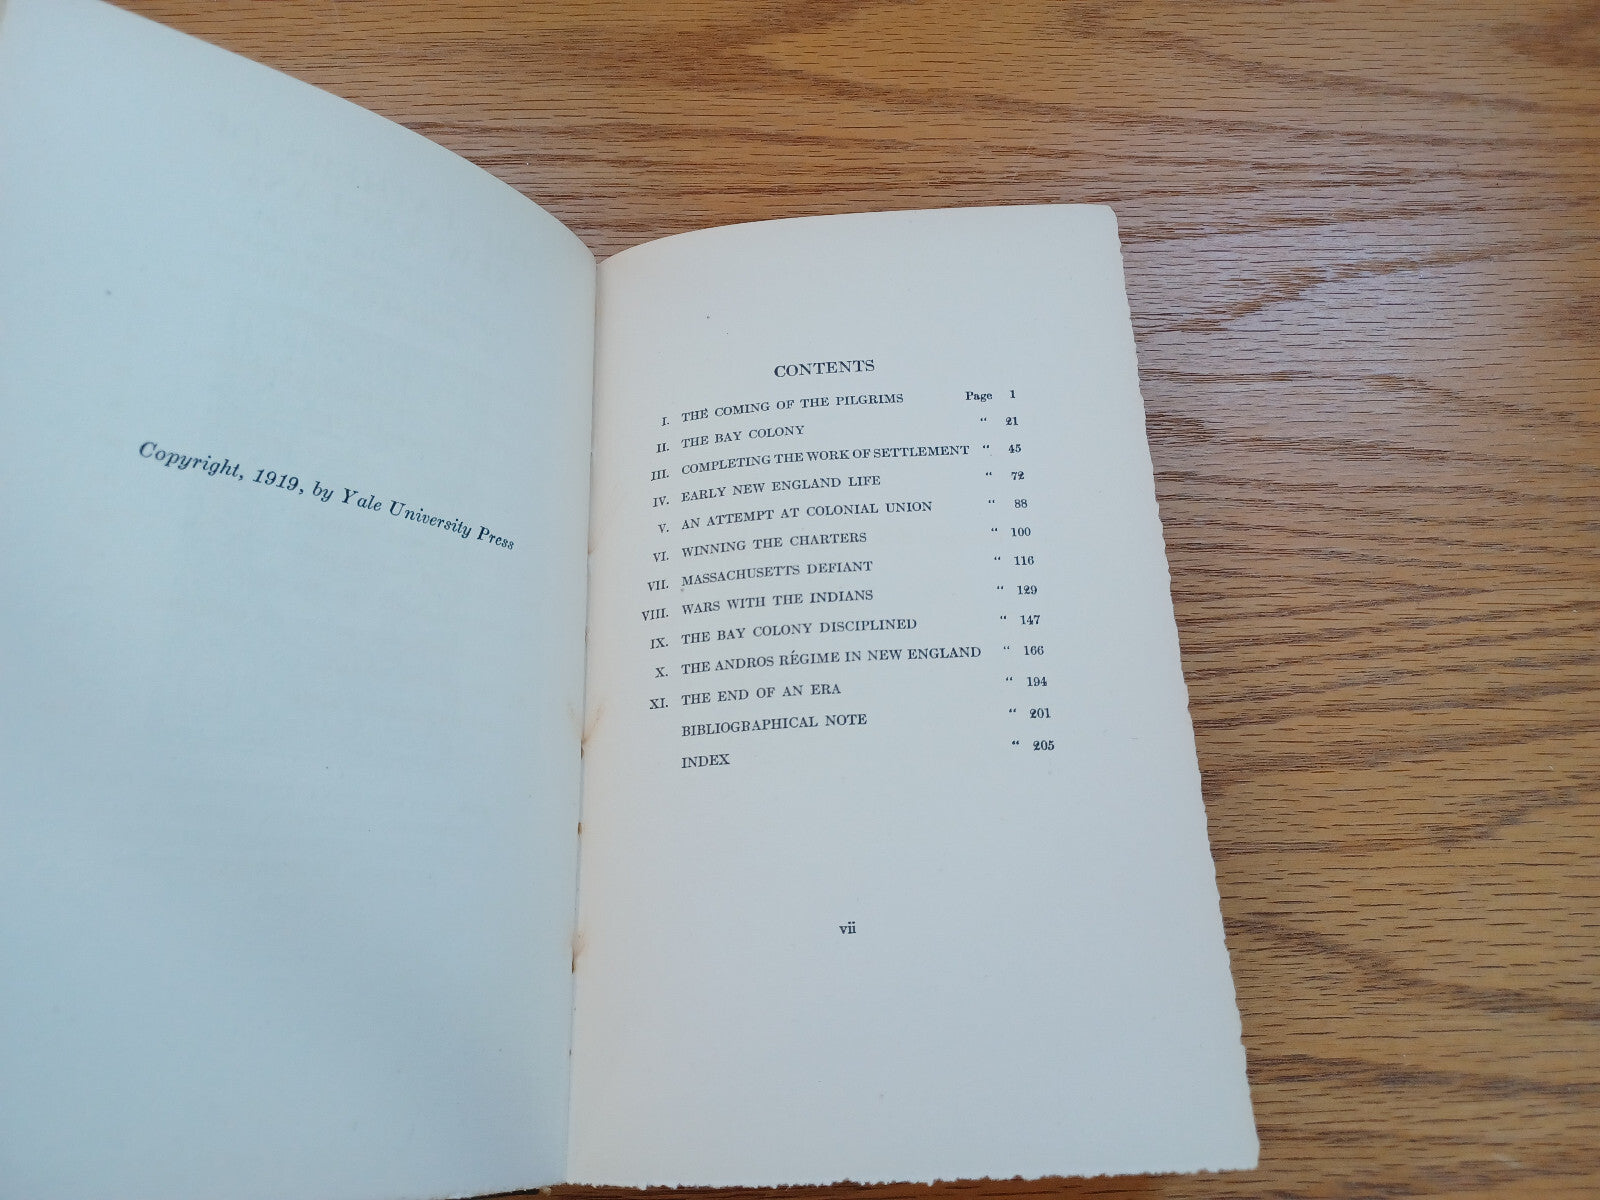 Copyright, 1919, by Yale University Press
CONTENTS
I. THE COMING OF THE PILGRIMS Page 1
II. THE BAY COLONY “ 21
III. COMPLETING THE WORK OF SETTLEMENT “ 45
IV. EARLY NEW ENGLAND LIFE “ 72
V. AN ATTEMPT AT COLONIAL UNION “ 88
VI. WINNING THE CHARTERS “ 100
VII. MASSACHUSETTS DEFIANT “ 116
VIII. WARS WITH THE INDIANS “ 129
IX. THE BAY COLONY DISCIPLINED “ 147
X. THE ANDROS RÉGIME IN NEW ENGLAND “ 166
XI. THE END OF AN ERA “ 194
BIBLIOGRAPHICAL NOTE “ 201
INDEX “ 205
vii